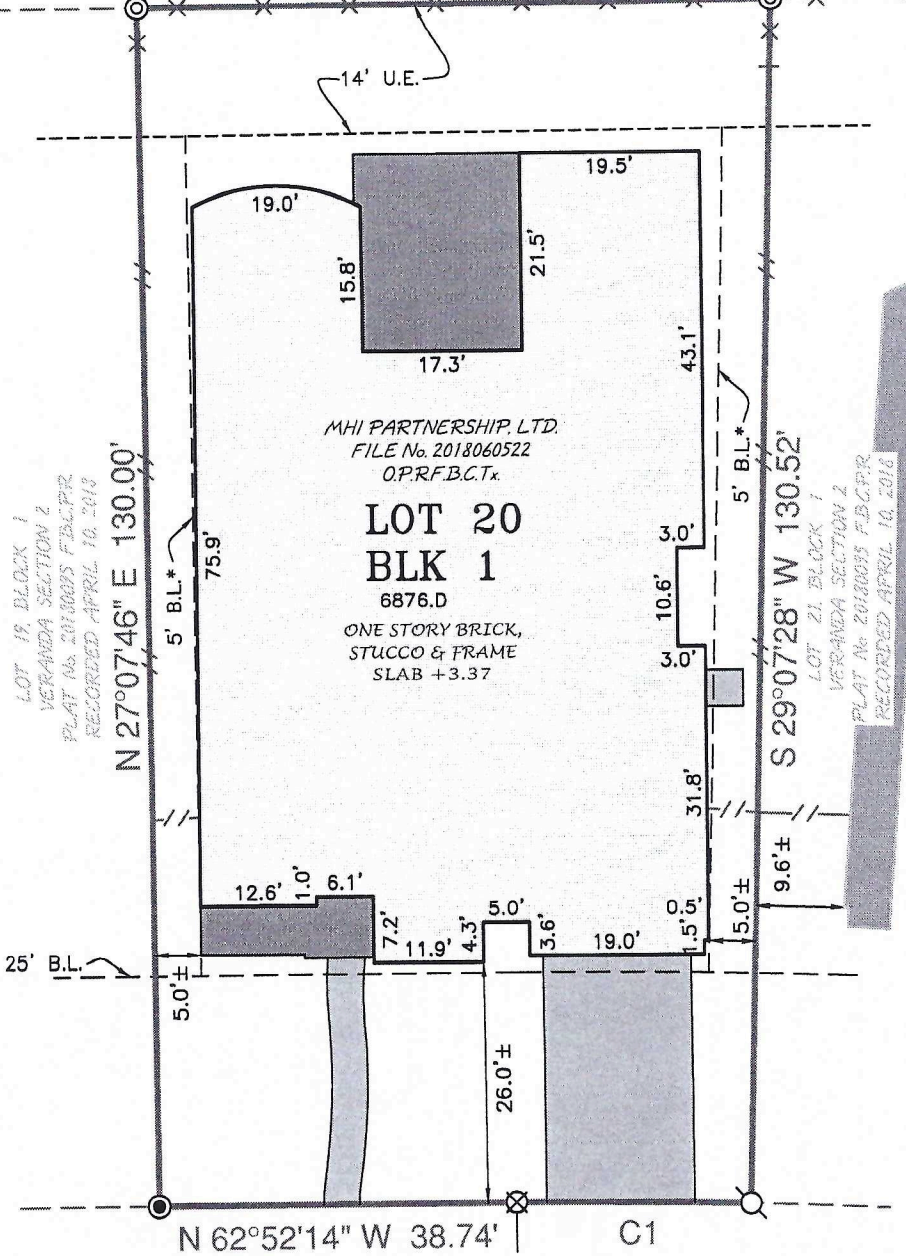 14' U.E.
19.5'
19.0'
15.8'
21.5'
17.3'
43.1'
5' B.L.*
MHI PARTNERSHIP, LTD.
FILE No. 2018060522
O.P.R.F.B.C.Tx.
LOT 20
BLK 1
6876.D
ONE STORY BRICK,
STUCCO & FRAME
SLAB +3.37
LOT 19, BLOCK 1
VERANDA SECTION 2
PLAT No. 20180095 F.B.C.P.R.
RECORDED APRIL 10, 2018
N 27°07'46" E 130.00'
5' B.L.*
75.9'
3.0'
10.6'
3.0'
31.8'
S 29°07'28" W 130.52'
LOT 21, BLOCK 1
VERANDA SECTION 2
PLAT No. 20180095 F.B.C.P.R.
RECORDED APRIL 10, 2018
12.6'
1.0'
6.1'
7.2'
11.9'
4.3'
5.0'
3.6'
19.0'
0.5'
1.5'
5.0'±
9.6'±
25' B.L.
5.0'±
26.0'±
N 62°52'14" W 38.74'
C1